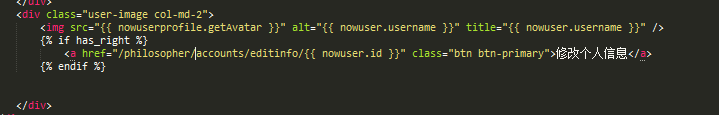 </div>
<div class="user-image col-md-2">
<img src="{{ nowuserprofile.getAvatar }}" alt="{{ nowuser.username }}" title="{{ nowuser.username }}" />
{% if has_right %}
<a href="/philosopher/accounts/editinfo/{{ nowuser.id }}" class="btn btn-primary">修改个人信息</a>
{% endif %}
</div>